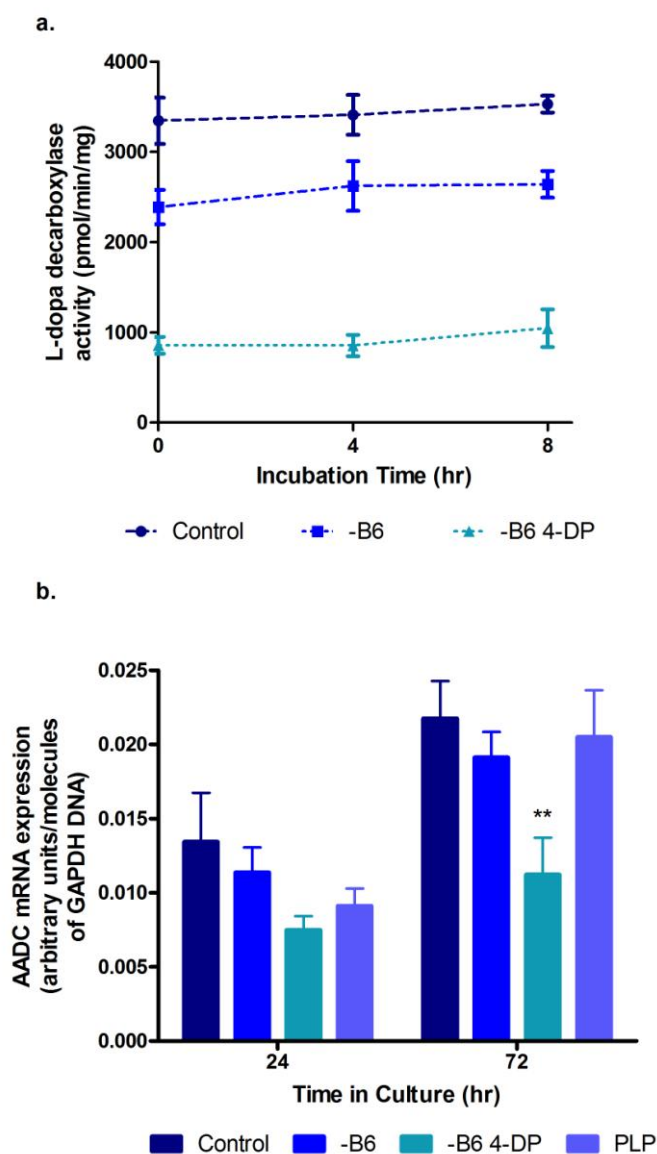 a.
4000
3000
2000
1000
0
L-dopa decarboxylase
activity (pmol/min/mg)
0 4 8
Incubation Time (hr)
Control -B6 -B6 4-DP
b.
0.025
0.020
0.015
0.010
0.005
0.000
AADC mRNA expression
(arbitrary units/molecules
of GAPDH DNA)
**
24 72
Time in Culture (hr)
Control -B6 -B6 4-DP PLP